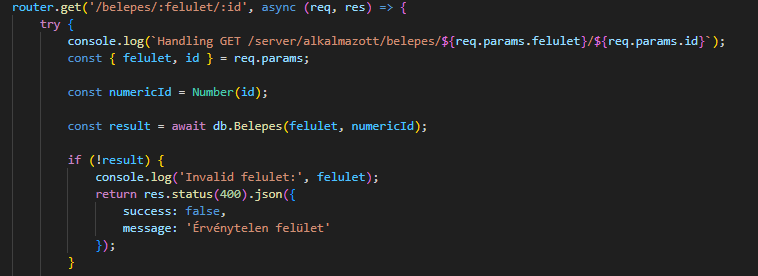 router.get('/belepes/:felulet/:id', async (req, res) => {
    try {
        console.log(`Handling GET /server/alkalmazott/belepes/${req.params.felulet}/${req.params.id}`);
        const { felulet, id } = req.params;
        const numericId = Number(id);
        const result = await db.Belepes(felulet, numericId);
        if (!result) {
            console.log('Invalid felulet:', felulet);
            return res.status(400).json({
                success: false,
                message: 'Érvénytelen felület'
            });
        }